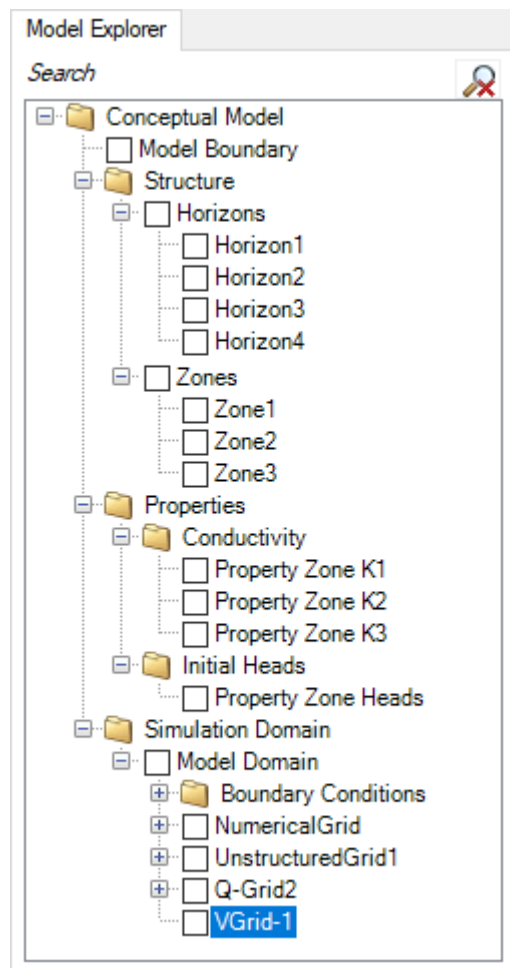 Model Explorer
Search
Conceptual Model
Model Boundary
Structure
Horizons
Horizon1
Horizon2
Horizon3
Horizon4
Zones
Zone1
Zone2
Zone3
Properties
Conductivity
Property Zone K1
Property Zone K2
Property Zone K3
Initial Heads
Property Zone Heads
Simulation Domain
Model Domain
Boundary Conditions
NumericalGrid
UnstructuredGrid1
Q-Grid2
VGrid-1